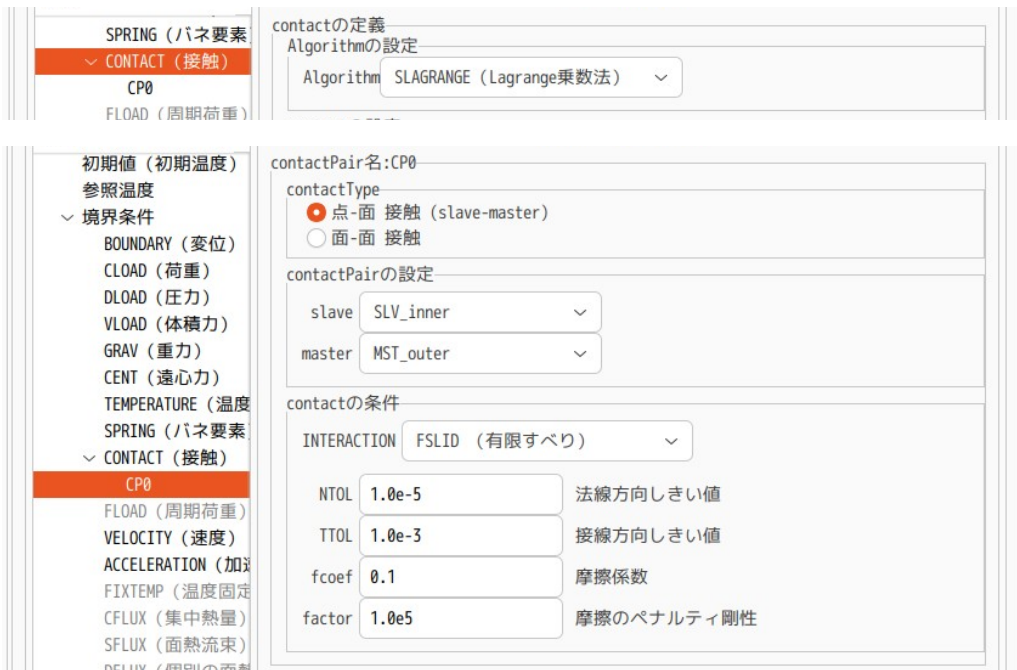 SPRING (バネ要素
CONTACT (接触)
CP0
FLOAD (周期荷重)
contactの定義
Algorithmの設定
Algorithm SLAGRANGE (Lagrange乗数法)
初期値 (初期温度)
参照温度
境界条件
BOUNDARY (変位)
CLOAD (荷重)
DLOAD (圧力)
VLOAD (体積力)
GRAV (重力)
CENT (遠心力)
TEMPERATURE (温度
SPRING (バネ要素
CONTACT (接触)
CP0
FLOAD (周期荷重)
VELOCITY (速度)
ACCELERATION (加速
FIXTEMP (温度固定
CFLUX (集中熱量)
SFLUX (面熱流束)
contactPair名:CP0
contactType
点-面 接触 (slave-master)
面-面 接触
contactPairの設定
slave SLV_inner
master MST_outer
contactの条件
INTERACTION FSLID (有限すべり)
NTOL 1.0e-5 法線方向しきい値
TTOL 1.0e-3 接線方向しきい値
fcoef 0.1 摩擦係数
factor 1.0e5 摩擦のペナルティ剛性